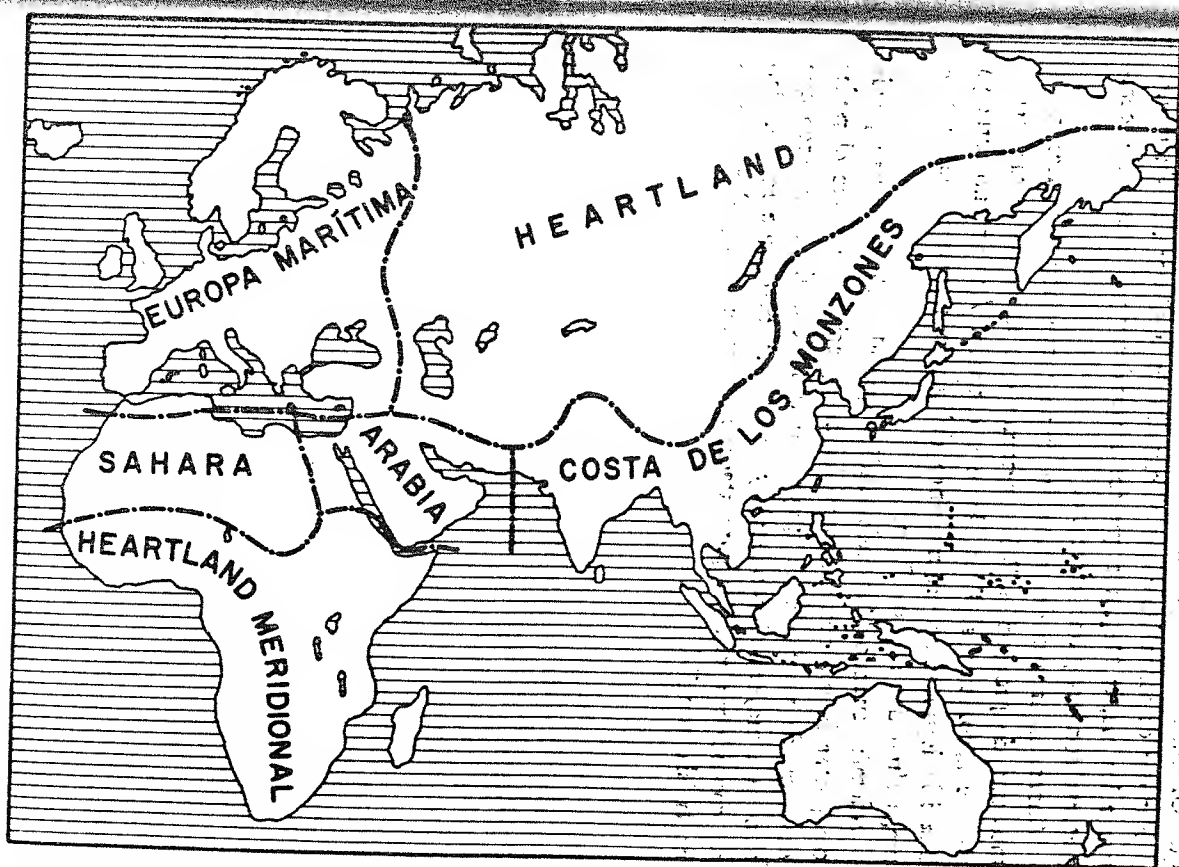 HEARTLAND
EUROPA MARÍTIMA
COSTA DE LOS MONZONES
SAHARA
ARABIA
HEARTLAND MERIDIONAL